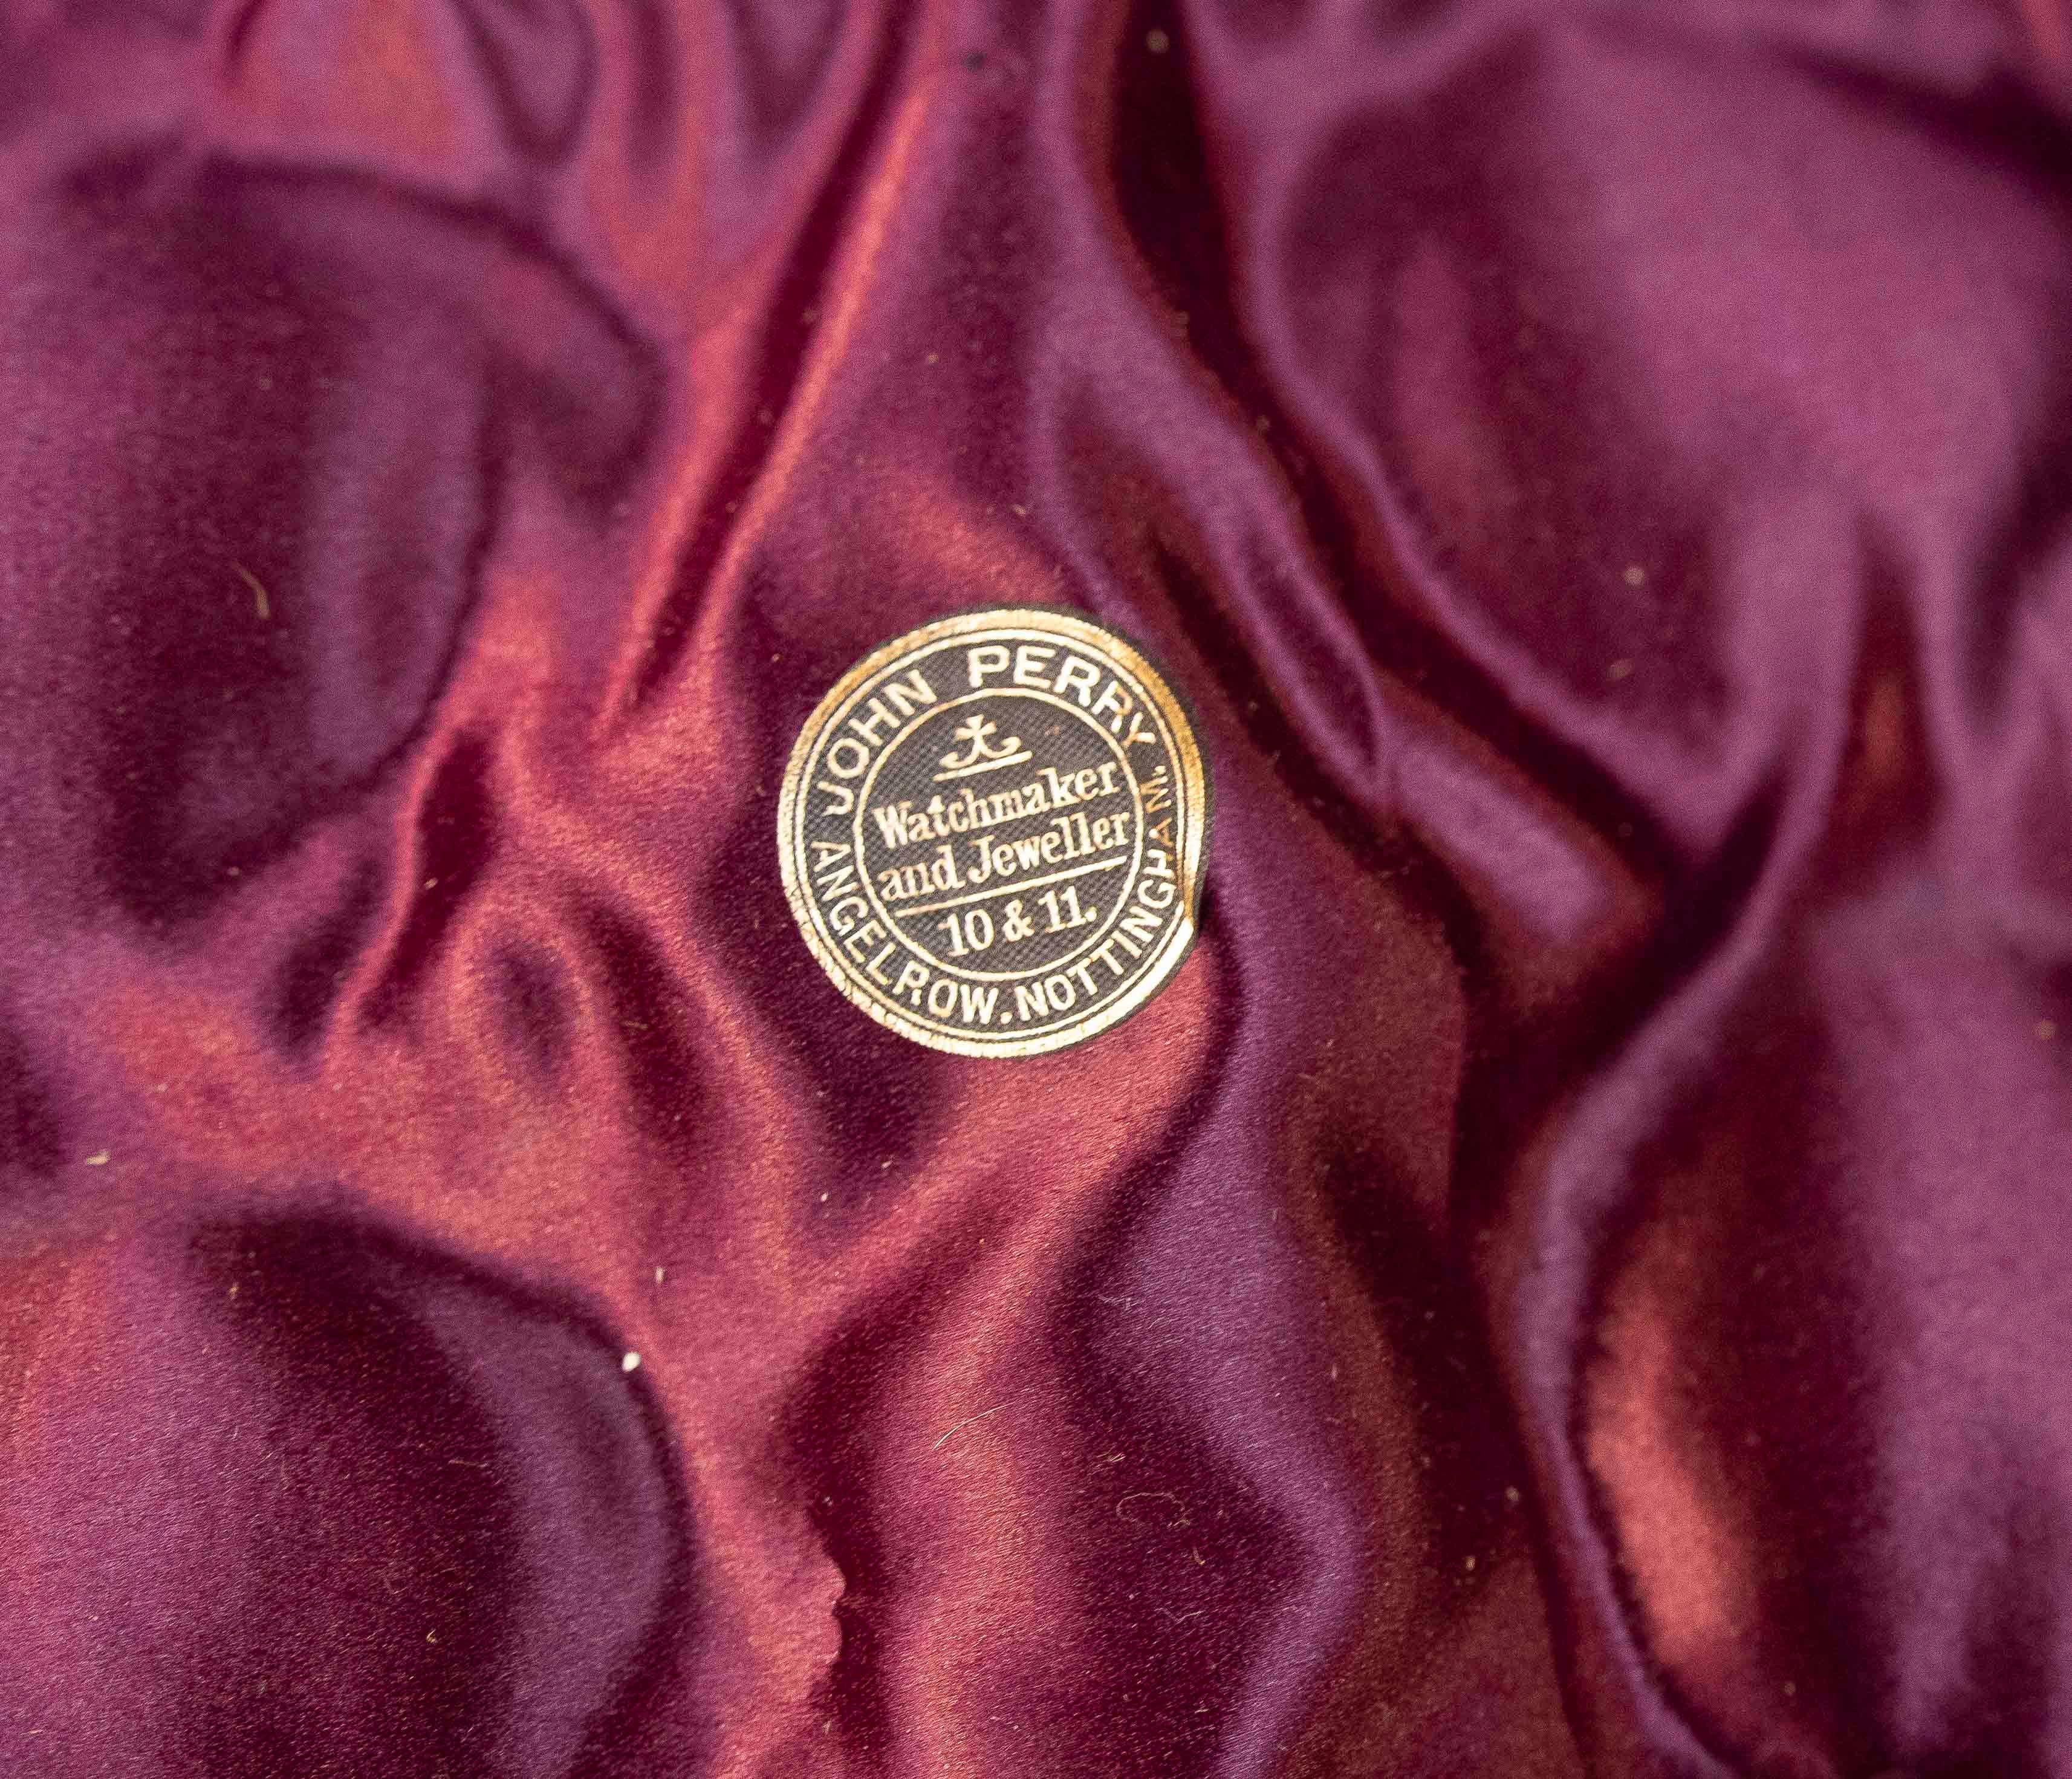 JOHN PERRY
Watchmaker
and Jeweller
10 & 11.
ANGEL ROW. NOTTINGHAM.